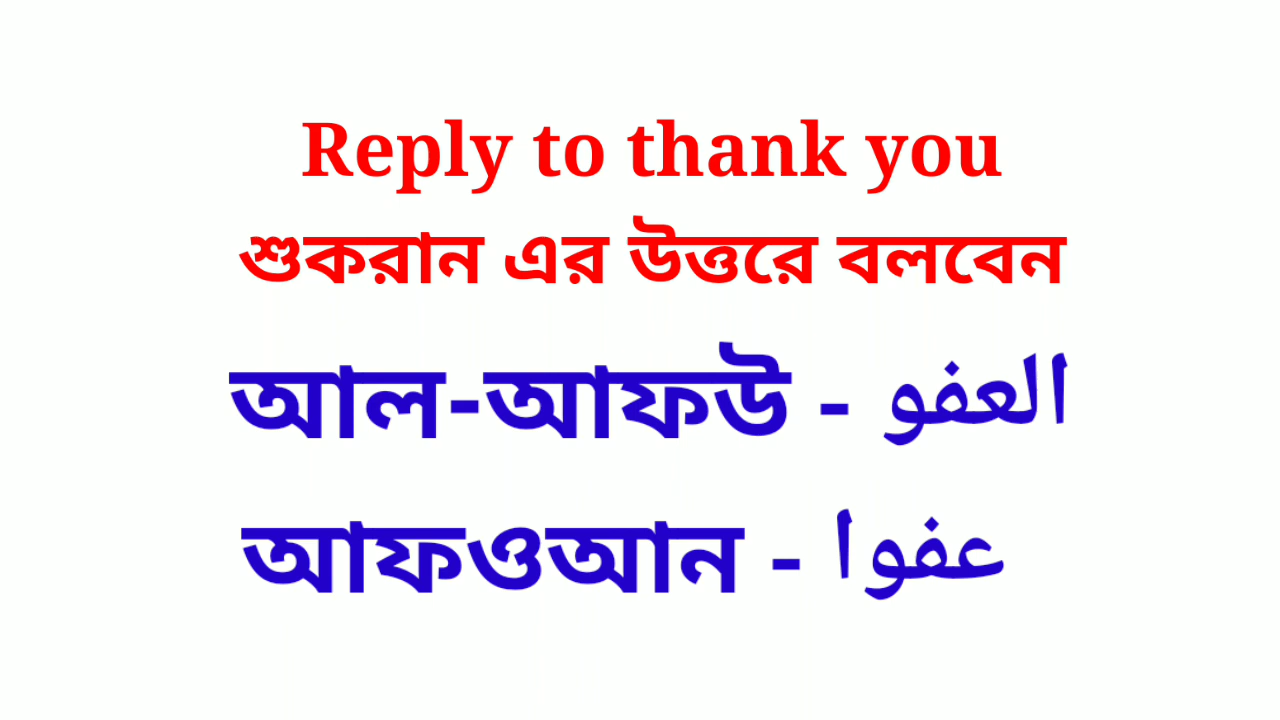 Reply to thank you
শুকরান এর উত্তরে বলবেন
আল-আফউ - العفو
আফওআন - عفوا